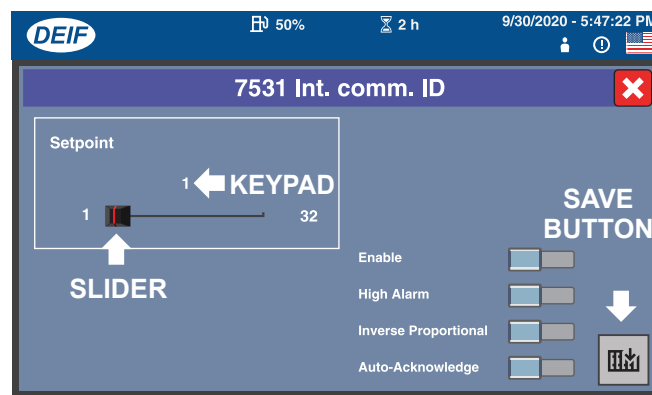 DEIF
50%
2 h
9/30/2020 - 5:47:22 PM
7531 Int. comm. ID
Setpoint
1
KEYPAD
1
32
SLIDER
SAVE
BUTTON
Enable
High Alarm
Inverse Proportional
Auto-Acknowledge